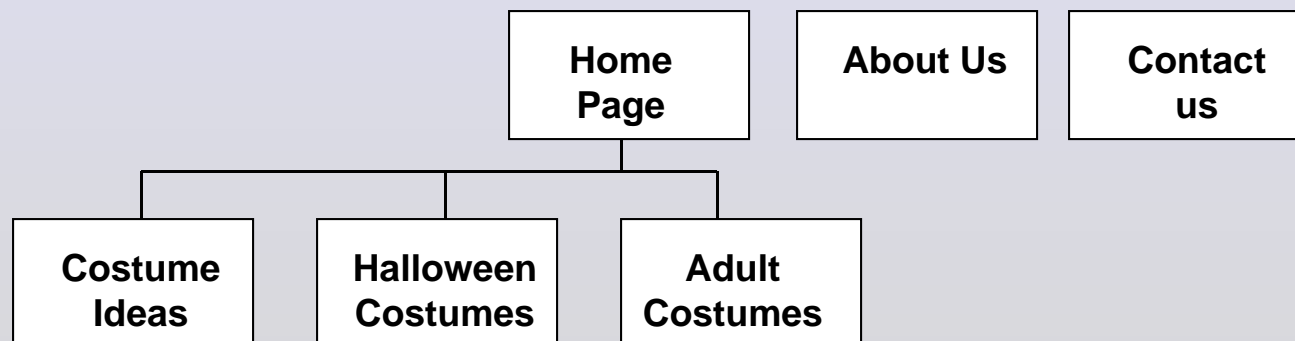 Home
Page
About Us
Contact
us
Costume
Ideas
Halloween
Costumes
Adult
Costumes